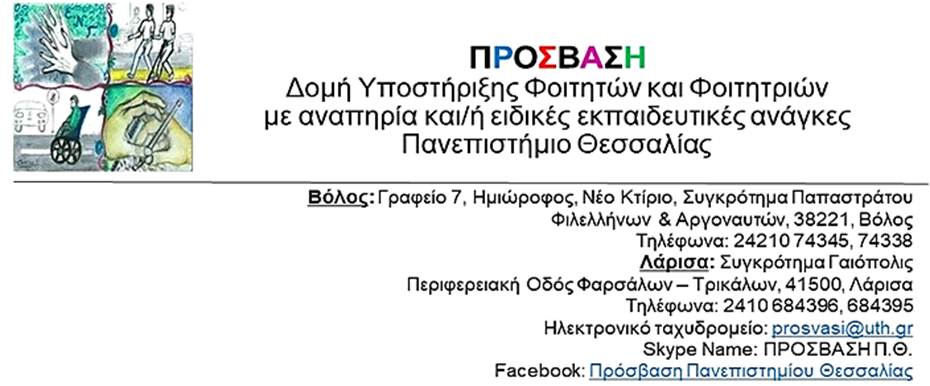 Ε.Ν.Γ
ΠΡΟΣΒΑΣΗ
Δομή Υποστήριξης Φοιτητών και Φοιτητριών
με αναπηρία και/ή ειδικές εκπαιδευτικές ανάγκες
Πανεπιστήμιο Θεσσαλίας
Βόλος: Γραφείο 7, Ημιώροφος, Νέο Κτίριο, Συγκρότημα Παπαστράτου
Φιλελλήνων & Αργοναυτών, 38221, Βόλος
Τηλέφωνα: 24210 74345, 74338
Λάρισα: Συγκρότημα Γαιόπολις
Περιφερειακή Οδός Φαρσάλων – Τρικάλων, 41500, Λάρισα
Τηλέφωνα: 2410 684396, 684395
Ηλεκτρονικό ταχυδρομείο: prosvasi@uth.gr
Skype Name: ΠΡΟΣΒΑΣΗ Π.Θ.
Facebook: Πρόσβαση Πανεπιστημίου Θεσσαλίας